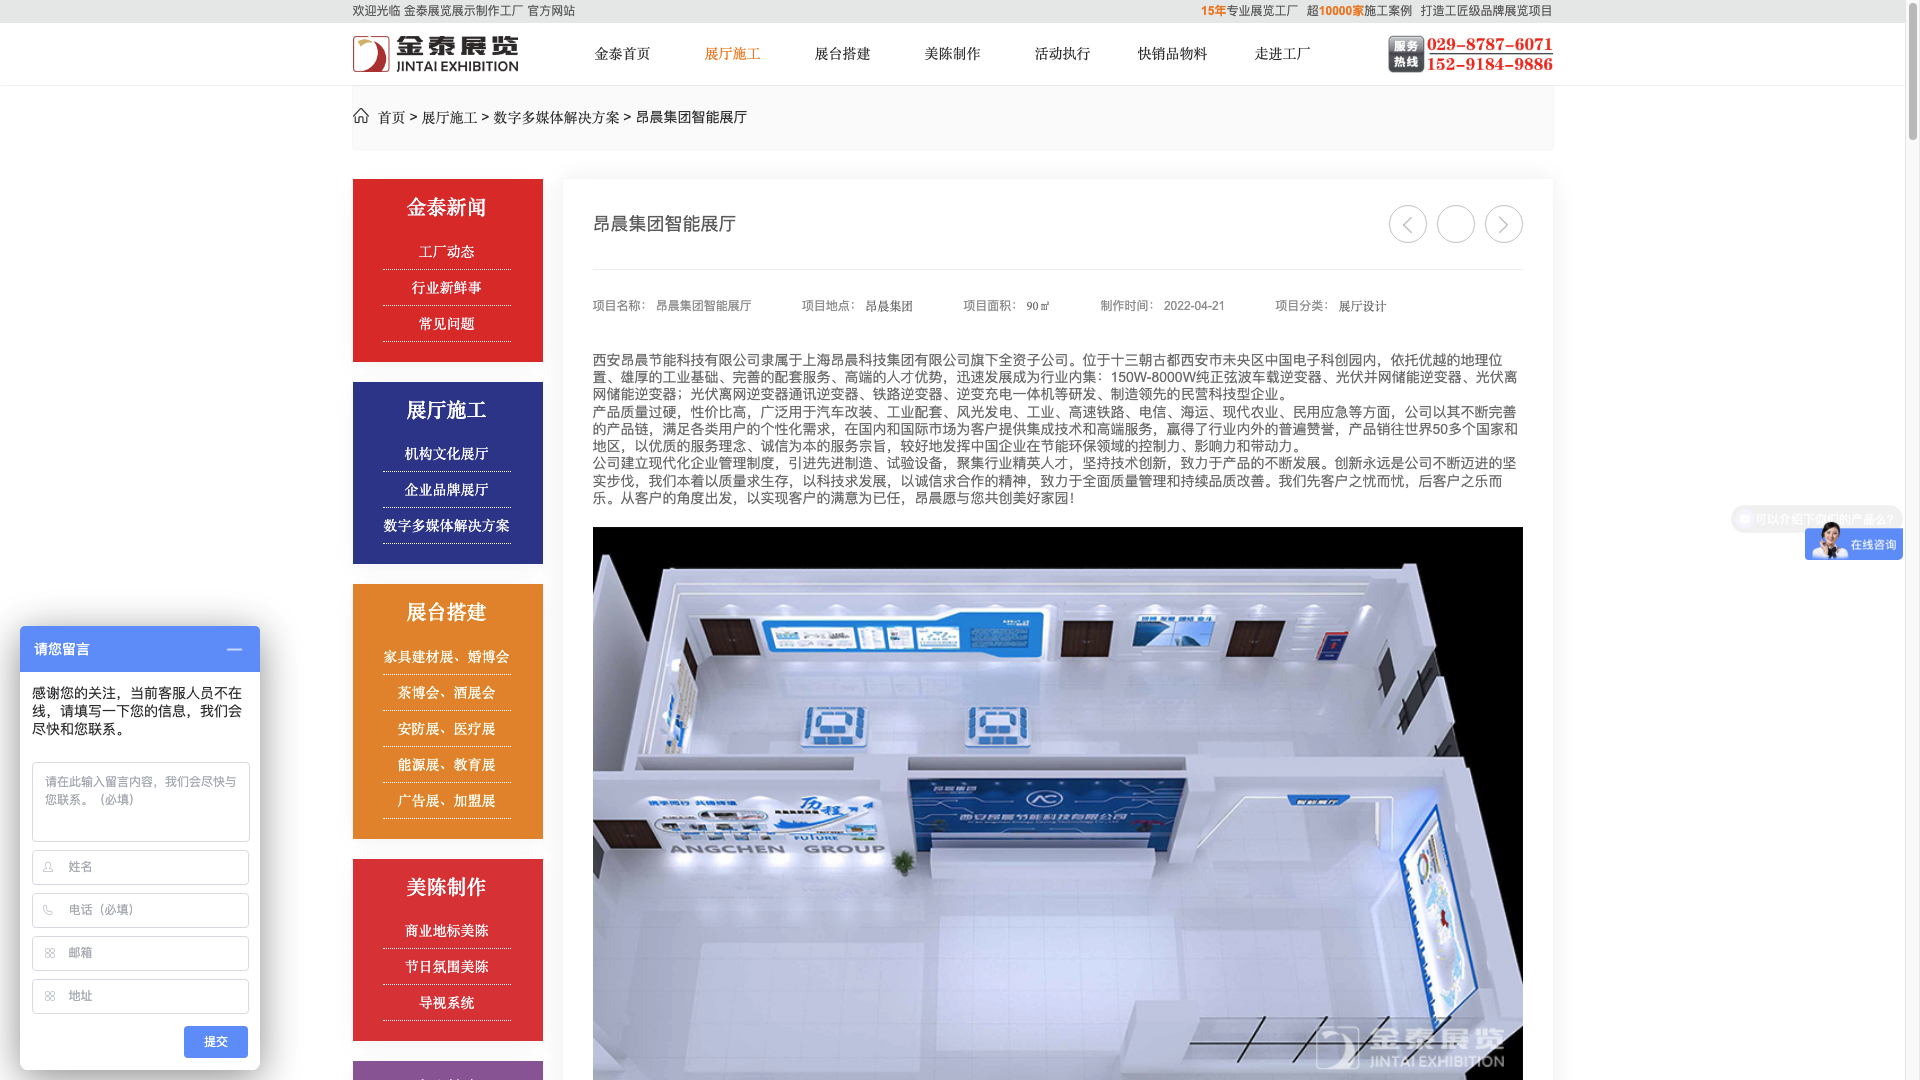 欢迎光临 金泰展览展示制作工厂 官方网站
15年专业展览工厂 超10000家施工案例 打造工匠级品牌展览项目
金泰展览
JINTAI EXHIBITION
金泰首页
展厅施工
展台搭建
美陈制作
活动执行
快销品物料
走进工厂
服务热线
029-8787-6071
152-9184-9886
首页 > 展厅施工 > 数字多媒体解决方案 > 昂晨集团智能展厅
金泰新闻
工厂动态
行业新鲜事
常见问题
展厅施工
机构文化展厅
企业品牌展厅
数字多媒体解决方案
展台搭建
家具建材展、婚博会
茶博会、酒展会
安防展、医疗展
能源展、教育展
广告展、加盟展
美陈制作
商业地标美陈
节日氛围美陈
导视系统
昂晨集团智能展厅
项目名称： 昂晨集团智能展厅
项目地点： 昂晨集团
项目面积： 90㎡
制作时间： 2022-04-21
项目分类： 展厅设计
西安昂晨节能科技有限公司隶属于上海昂晨科技集团有限公司旗下全资子公司。位于十三朝古都西安市未央区中国电子科创园内，依托优越的地理位
置、雄厚的工业基础、完善的配套服务、高端的人才优势，迅速发展成为行业内集：150W-8000W纯正弦波车载逆变器、光伏并网储能逆变器、光伏离
网储能逆变器；光伏离网逆变器通讯逆变器、铁路逆变器、逆变充电一体机等研发、制造领先的民营科技型企业。
产品质量过硬，性价比高，广泛用于汽车改装、工业配套、风光发电、工业、高速铁路、电信、海运、现代农业、民用应急等方面，公司以其不断完善
的产品链，满足各类用户的个性化需求，在国内和国际市场为客户提供集成技术和高端服务，赢得了行业内外的普遍赞誉，产品销往世界50多个国家和
地区，以优质的服务理念、诚信为本的服务宗旨，较好地发挥中国企业在节能环保领域的控制力、影响力和带动力。
公司建立现代化企业管理制度，引进先进制造、试验设备，聚集行业精英人才，坚持技术创新，致力于产品的不断发展。创新永远是公司不断迈进的坚
实步伐，我们本着以质量求生存，以科技求发展，以诚信求合作的精神，致力于全面质量管理和持续品质改善。我们先客户之忧而忧，后客户之乐而
乐。从客户的角度出发，以实现客户的满意为已任，昂晨愿与您共创美好家园！
携手同行 共铸辉煌
历程
FUTURE
ANGCHEN GROUP
昂晨集团
AC
西安昂晨节能科技有限公司
智能展厅
金泰展览
JINTAI EXHIBITION
可以介绍下你们的产品么？
在线咨询
请您留言
感谢您的关注，当前客服人员不在
线，请填写一下您的信息，我们会
尽快和您联系。
请在此输入留言内容，我们会尽快与
您联系。（必填）
姓名
电话（必填）
邮箱
地址
提交